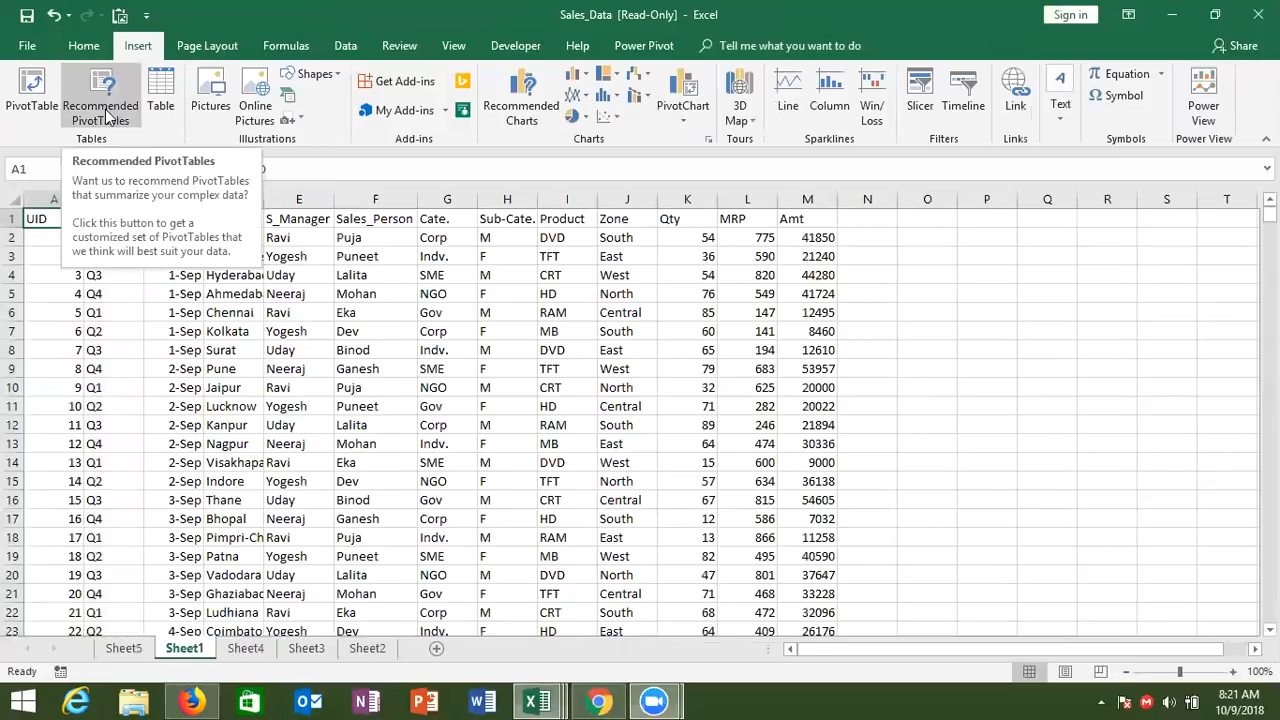 Sales_Data [Read-Only] - Excel
Sign in
File Home Insert Page Layout Formulas Data Review View Developer Help Power Pivot Tell me what you want to do Share
PivotTable Recommended PivotTables Table Pictures Online Pictures Shapes Get Add-ins My Add-ins Recommended Charts PivotChart 3D Map Line Column Win/Loss Slicer Timeline Link Text Equation Symbol Power View
Tables Illustrations Add-ins Charts Tours Sparklines Filters Links Symbols Power View
A1
Recommended PivotTables
Want us to recommend PivotTables
that summarize your complex data?
Click this button to get a
customized set of PivotTables that
we think will best suit your data.
A E F G H I J K L M N O P Q R S T
1 UID S_Manager Sales_Person Cate. Sub-Cate. Product Zone Qty MRP Amt
2 Ravi Puja Corp M DVD South 54 775 41850
3 Yogesh Puneet Indv. F TFT East 36 590 21240
4 3 Q3 1-Sep Hyderabad Uday Lalita SME M CRT West 54 820 44280
5 4 Q4 1-Sep Ahmedab Neeraj Mohan NGO F HD North 76 549 41724
6 5 Q1 1-Sep Chennai Ravi Eka Gov M RAM Central 85 147 12495
7 6 Q2 1-Sep Kolkata Yogesh Dev Corp F MB South 60 141 8460
8 7 Q3 1-Sep Surat Uday Binod Indv. M DVD East 65 194 12610
9 8 Q4 2-Sep Pune Neeraj Ganesh SME F TFT West 79 683 53957
10 9 Q1 2-Sep Jaipur Ravi Puja NGO M CRT North 32 625 20000
11 10 Q2 2-Sep Lucknow Yogesh Puneet Gov F HD Central 71 282 20022
12 11 Q3 2-Sep Kanpur Uday Lalita Corp M RAM South 89 246 21894
13 12 Q4 2-Sep Nagpur Neeraj Mohan Indv. F MB East 64 474 30336
14 13 Q1 2-Sep Visakhapa Ravi Eka SME M DVD West 15 600 9000
15 14 Q2 2-Sep Indore Yogesh Dev NGO F TFT North 57 634 36138
16 15 Q3 3-Sep Thane Uday Binod Gov M CRT Central 67 815 54605
17 16 Q4 3-Sep Bhopal Neeraj Ganesh Corp F HD South 12 586 7032
18 17 Q1 3-Sep Pimpri-Ch Ravi Puja Indv. M RAM East 13 866 11258
19 18 Q2 3-Sep Patna Yogesh Puneet SME F MB West 82 495 40590
20 19 Q3 3-Sep Vadodara Uday Lalita NGO M DVD North 47 801 37647
21 20 Q4 3-Sep Ghaziabad Neeraj Mohan Gov F TFT Central 71 468 33228
22 21 Q1 3-Sep Ludhiana Ravi Eka Corp M CRT South 68 472 32096
23 22 Q2 4-Sep Coimbato Yogesh Dev Indv. F HD East 64 409 26176
Sheet5 Sheet1 Sheet4 Sheet3 Sheet2
Ready 100%
8:21 AM
10/9/2018